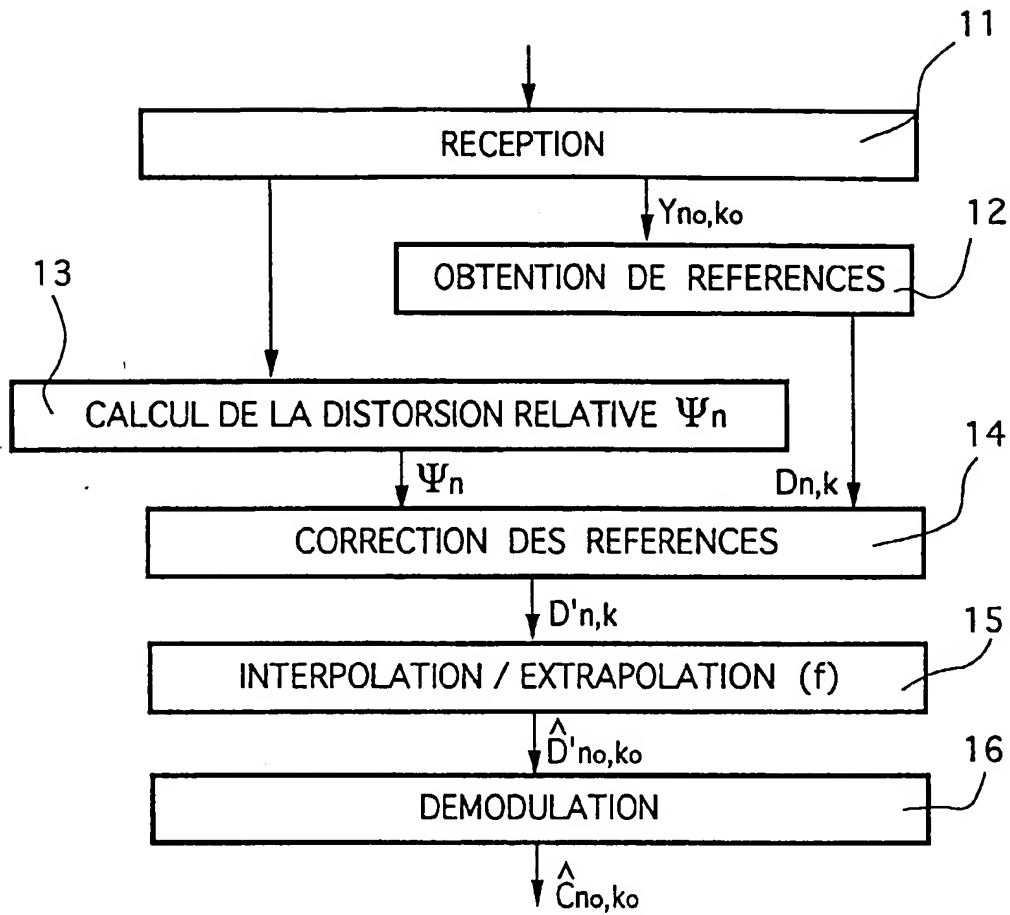 11
RECEPTION
Yno,ko
12
OBTENTION DE REFERENCES
13
CALCUL DE LA DISTORSION RELATIVE Ψn
Ψn
Dn,k
14
CORRECTION DES REFERENCES
D'n,k
15
INTERPOLATION / EXTRAPOLATION (f)
D̂'no,ko
16
DEMODULATION
Ĉno,ko